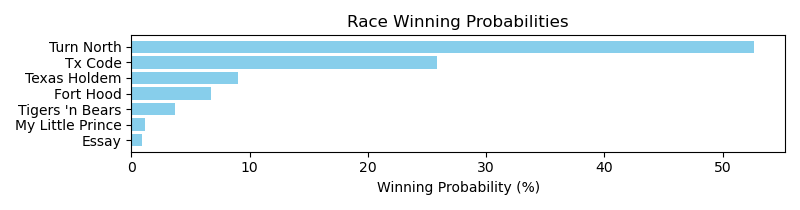 Race Winning Probabilities
Turn North
Tx Code
Texas Holdem
Fort Hood
Tigers 'n Bears
My Little Prince
Essay
0 10 20 30 40 50
Winning Probability (%)